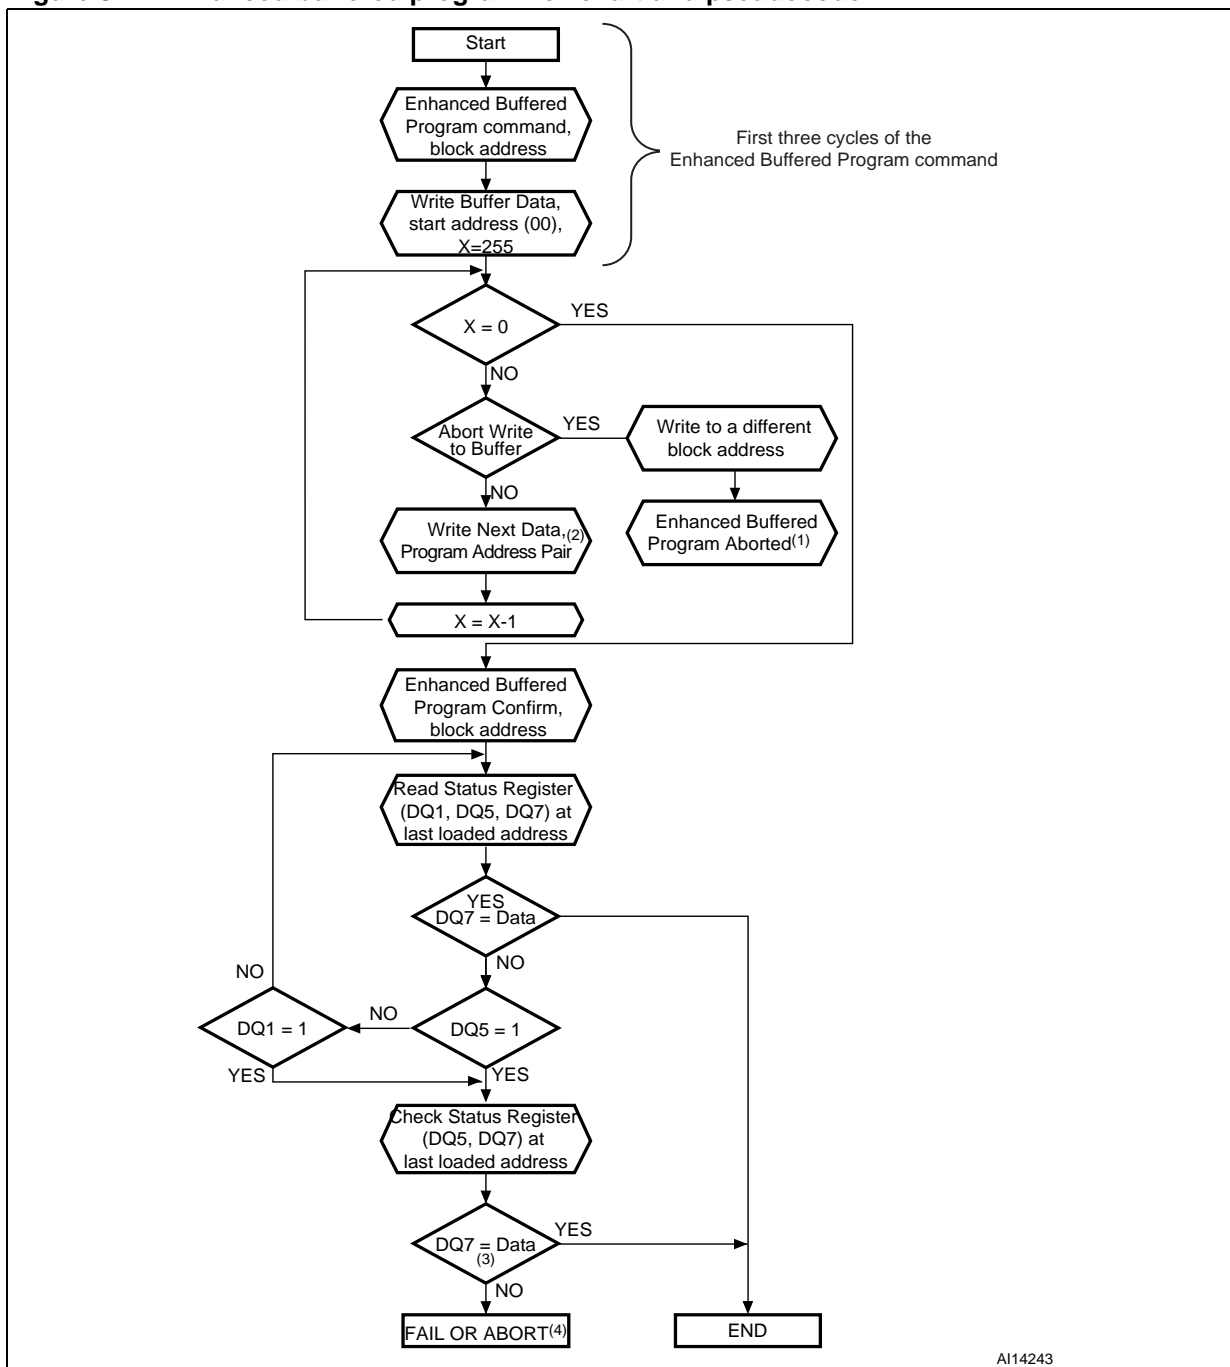 Start
Enhanced Buffered
Program command,
block address
First three cycles of the
Enhanced Buffered Program command
Write Buffer Data,
start address (00),
X=255
X = 0
YES
NO
Abort Write
to Buffer
YES
Write to a different
block address
NO
Enhanced Buffered
Program Aborted(1)
Write Next Data,(2)
Program Address Pair
X = X-1
Enhanced Buffered
Program Confirm,
block address
Read Status Register
(DQ1, DQ5, DQ7) at
last loaded address
YES
DQ7 = Data
NO
NO
DQ1 = 1
NO
DQ5 = 1
YES
YES
Check Status Register
(DQ5, DQ7) at
last loaded address
DQ7 = Data
(3)
YES
NO
FAIL OR ABORT(4)
END
AI14243